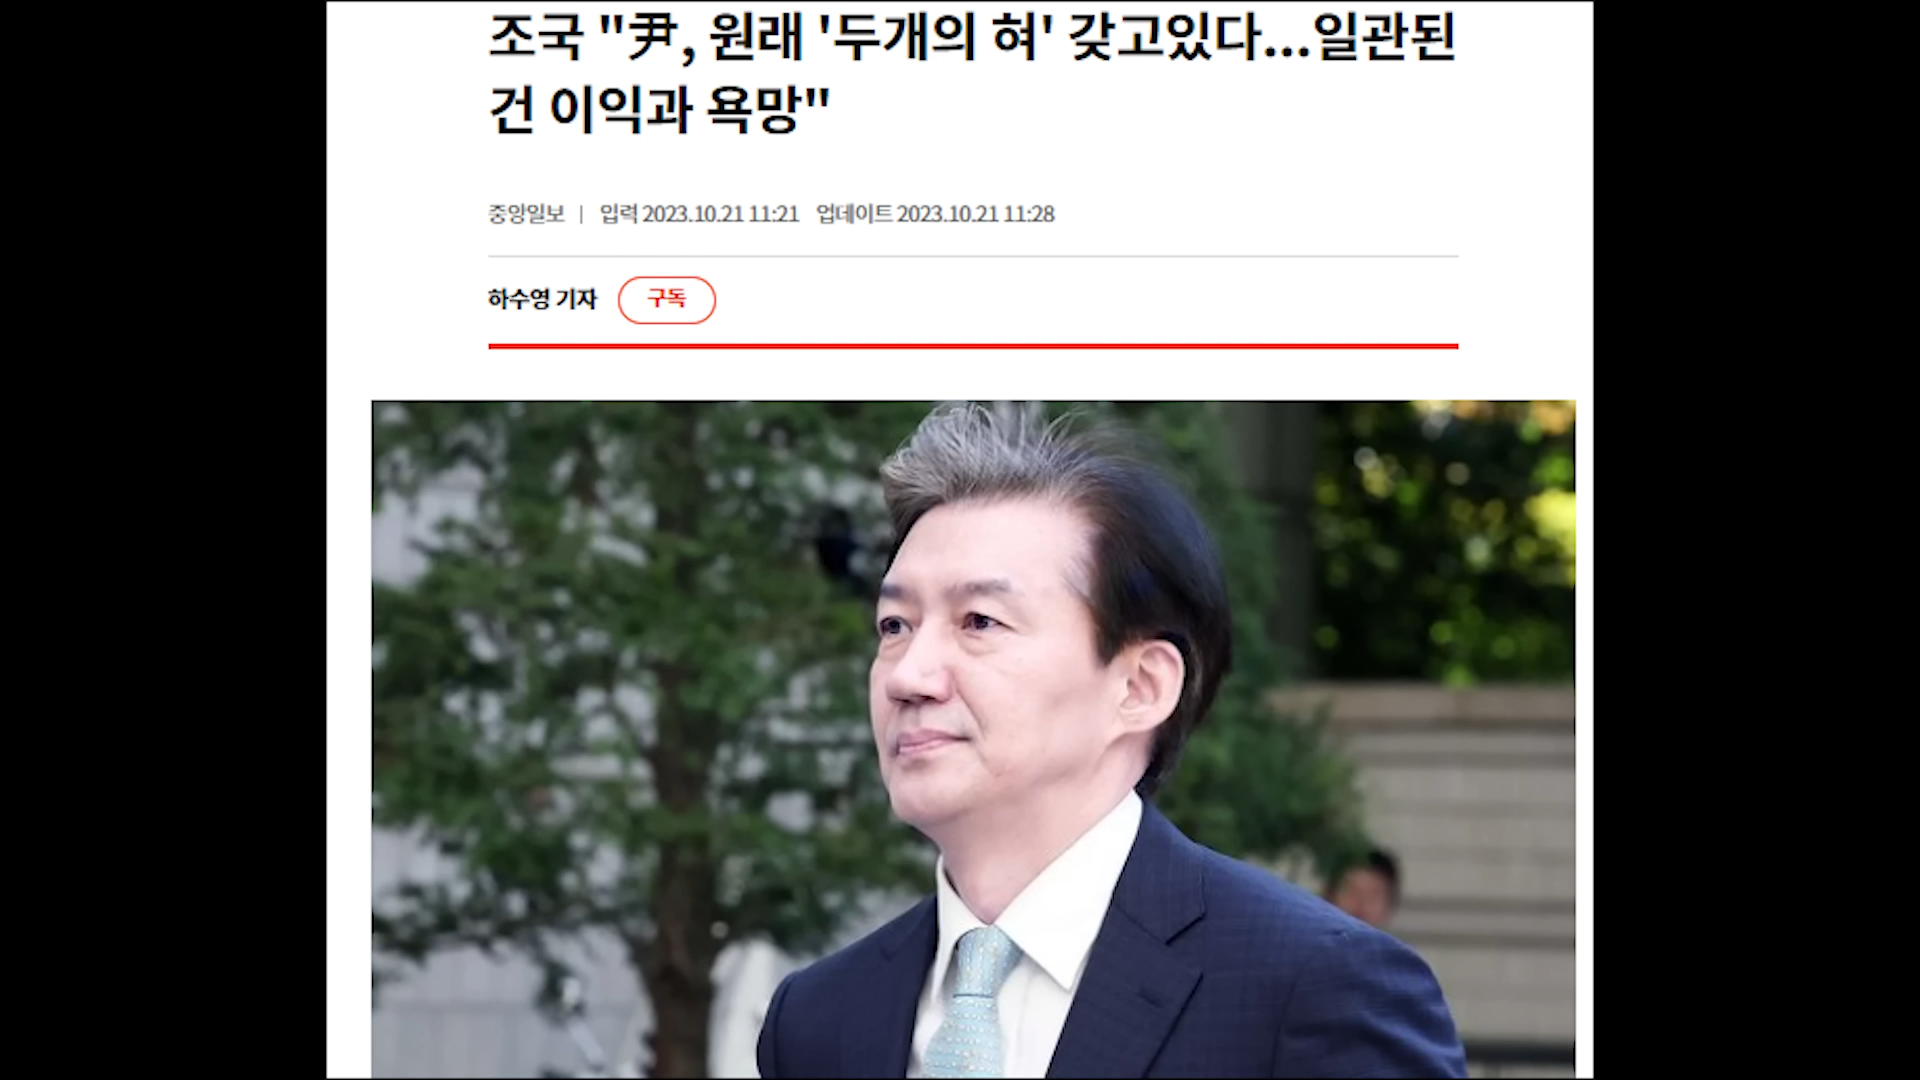 조국 "尹, 원래 '두개의 혀' 갖고있다...일관된
건 이익과 욕망"
중앙일보 | 입력 2023.10.21 11:21 업데이트 2023.10.21 11:28
하수영 기자 구독